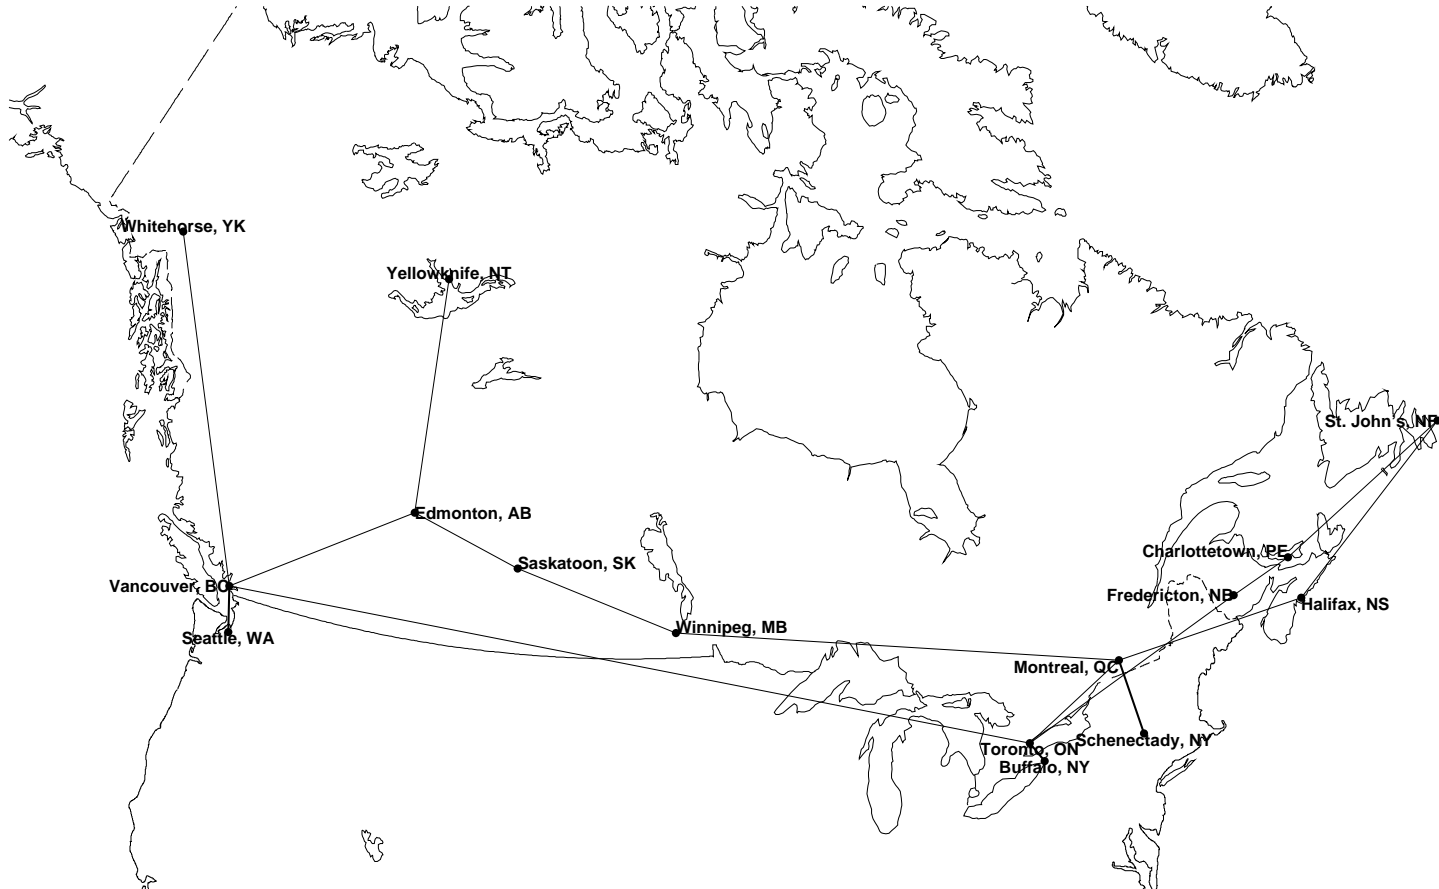 Whitehorse, YK
Yellowknife, NT
St. John's, NF
Edmonton, AB
Charlottetown, PE
Saskatoon, SK
Vancouver, BC
Fredericton, NB
Halifax, NS
Winnipeg, MB
Seattle, WA
Montreal, QC
Schenectady, NY
Toronto, ON
Buffalo, NY